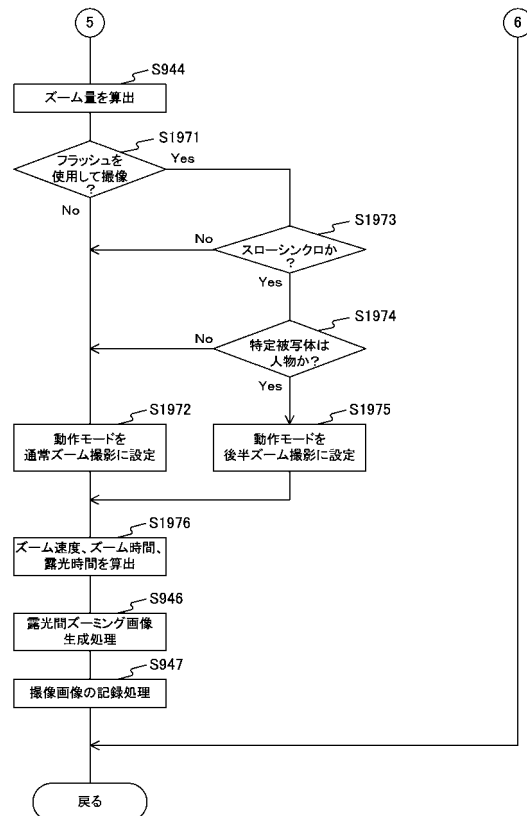 5
6
S944
ズーム量を算出
S1971
フラッシュを
使用して撮像
?
Yes
No
S1973
スローシンクロか
?
No
Yes
S1974
特定被写体は
人物か?
No
Yes
S1972
動作モードを
通常ズーム撮影に設定
S1975
動作モードを
後半ズーム撮影に設定
S1976
ズーム速度、ズーム時間、
露光時間を算出
S946
露光間ズーミング画像
生成処理
S947
撮像画像の記録処理
戻る